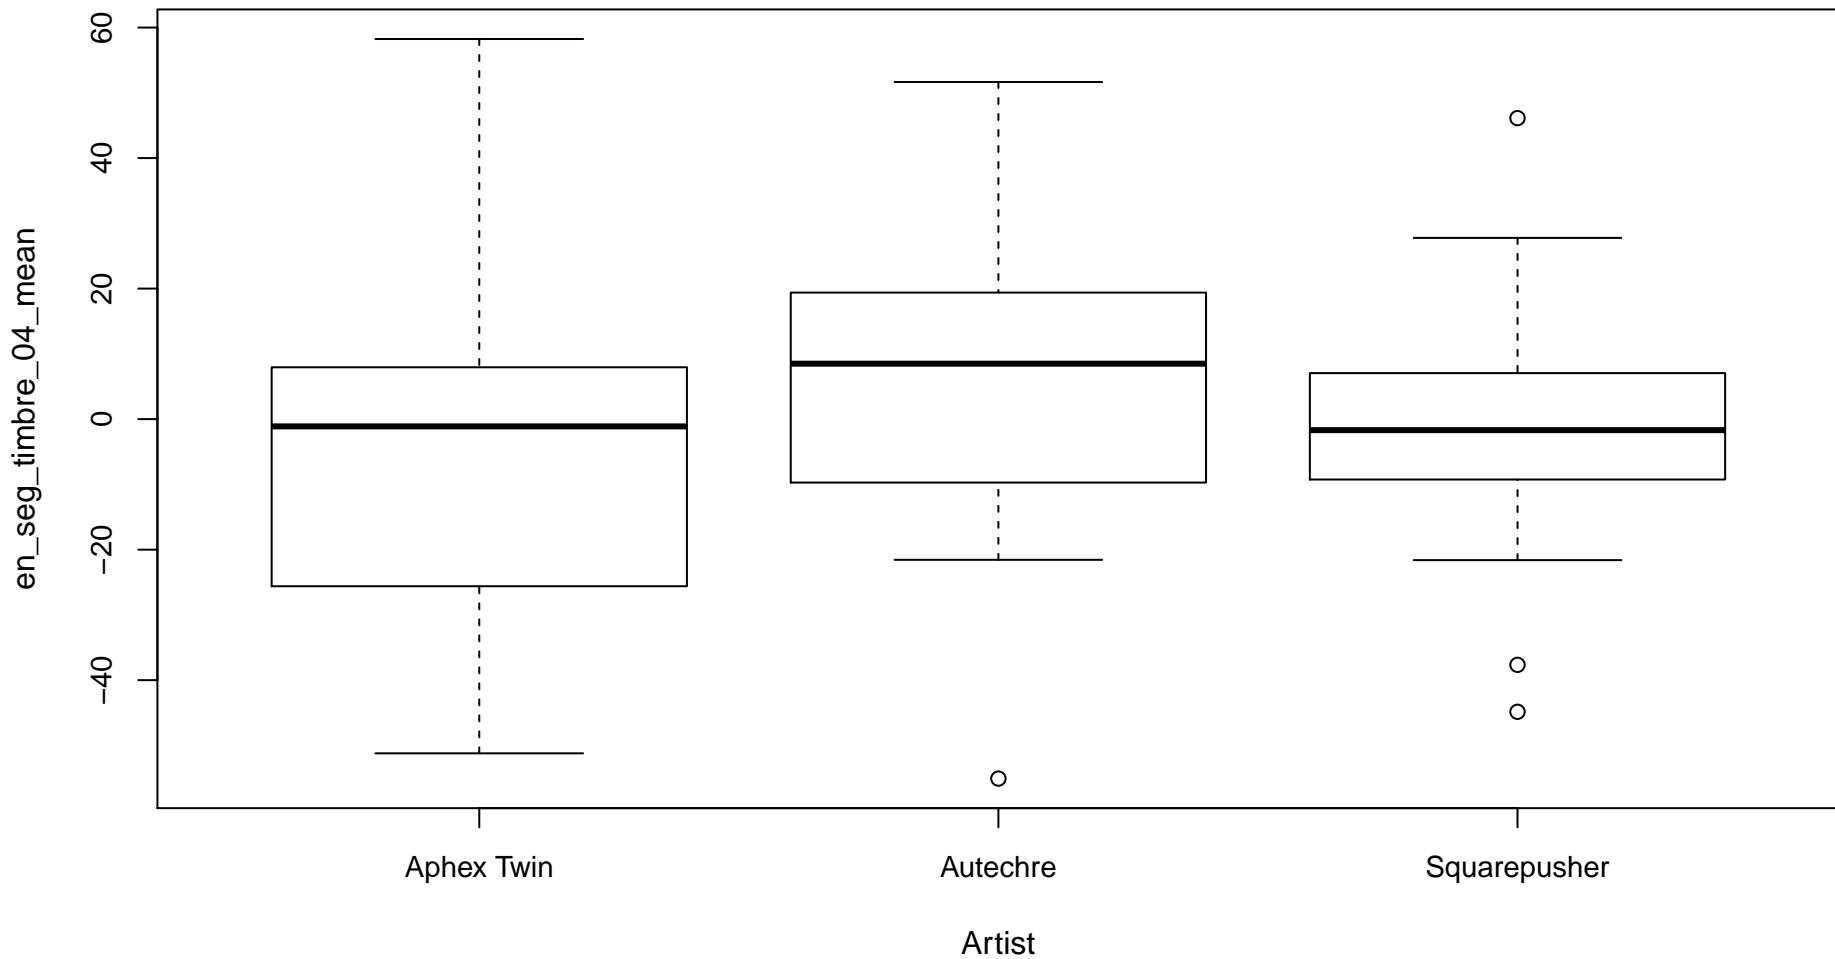 en_seg_timbre_04_mean
60
40
20
0
−20
−40
Aphex Twin
Autechre
Squarepusher
Artist